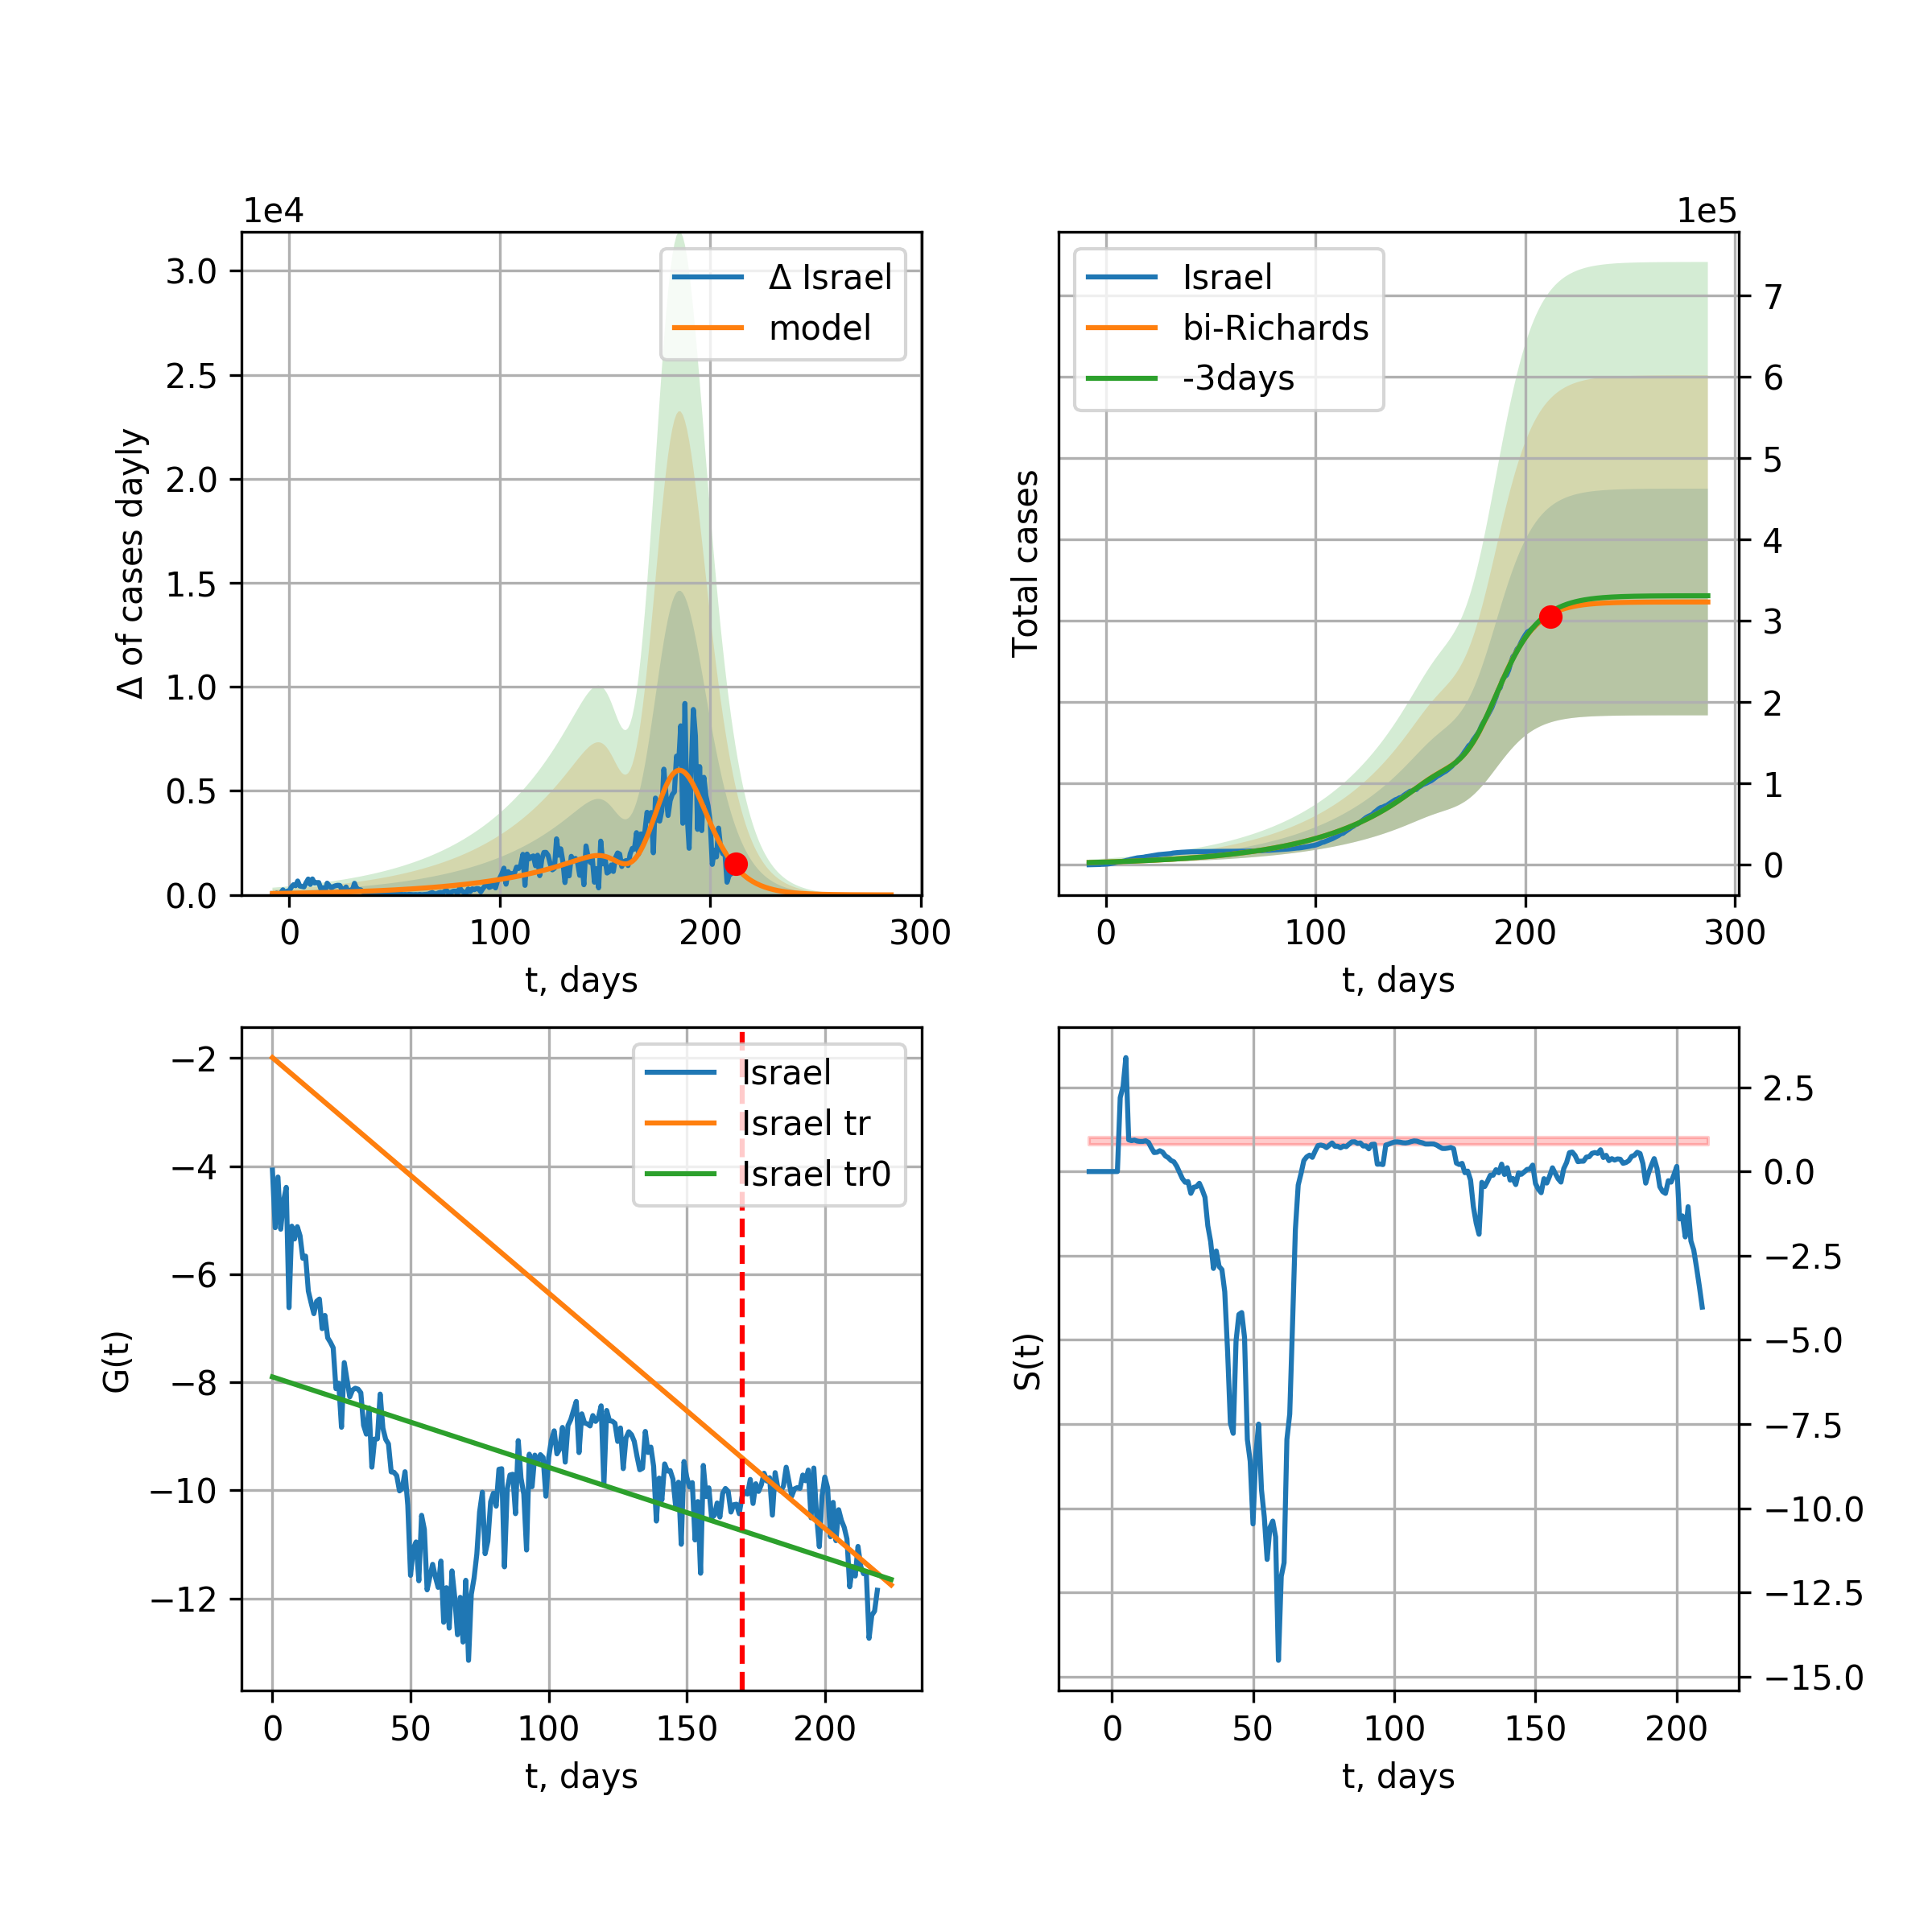 1e4
Δ of cases dayly
3.0
2.5
2.0
1.5
1.0
0.5
0.0
0 100 200 300
t, days
Δ Israel
model
1e5
Total cases
7
6
5
4
3
2
1
0
0 100 200 300
t, days
Israel
bi-Richards
-3days
G(t)
−2
−4
−6
−8
−10
−12
0 50 100 150 200
t, days
Israel
Israel tr
Israel tr0
S(t)
2.5
0.0
−2.5
−5.0
−7.5
−10.0
−12.5
−15.0
0 50 100 150 200
t, days